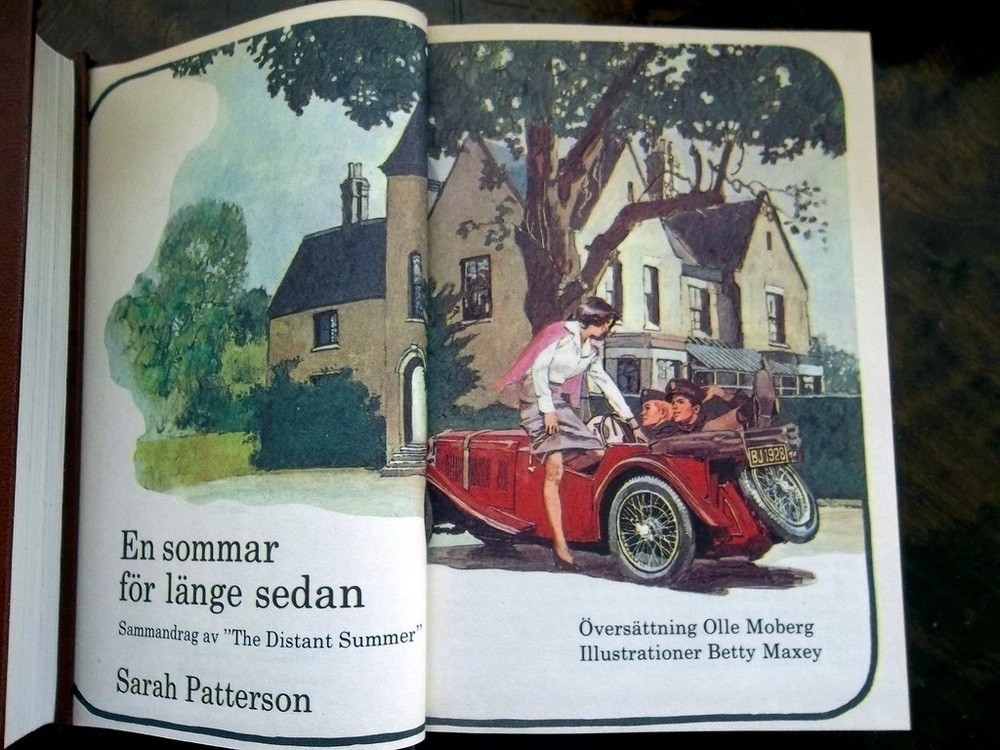 En sommar
för länge sedan
Sammandrag av ”The Distant Summer”
Sarah Patterson
BJ 1928
Översättning Olle Moberg
Illustrationer Betty Maxey